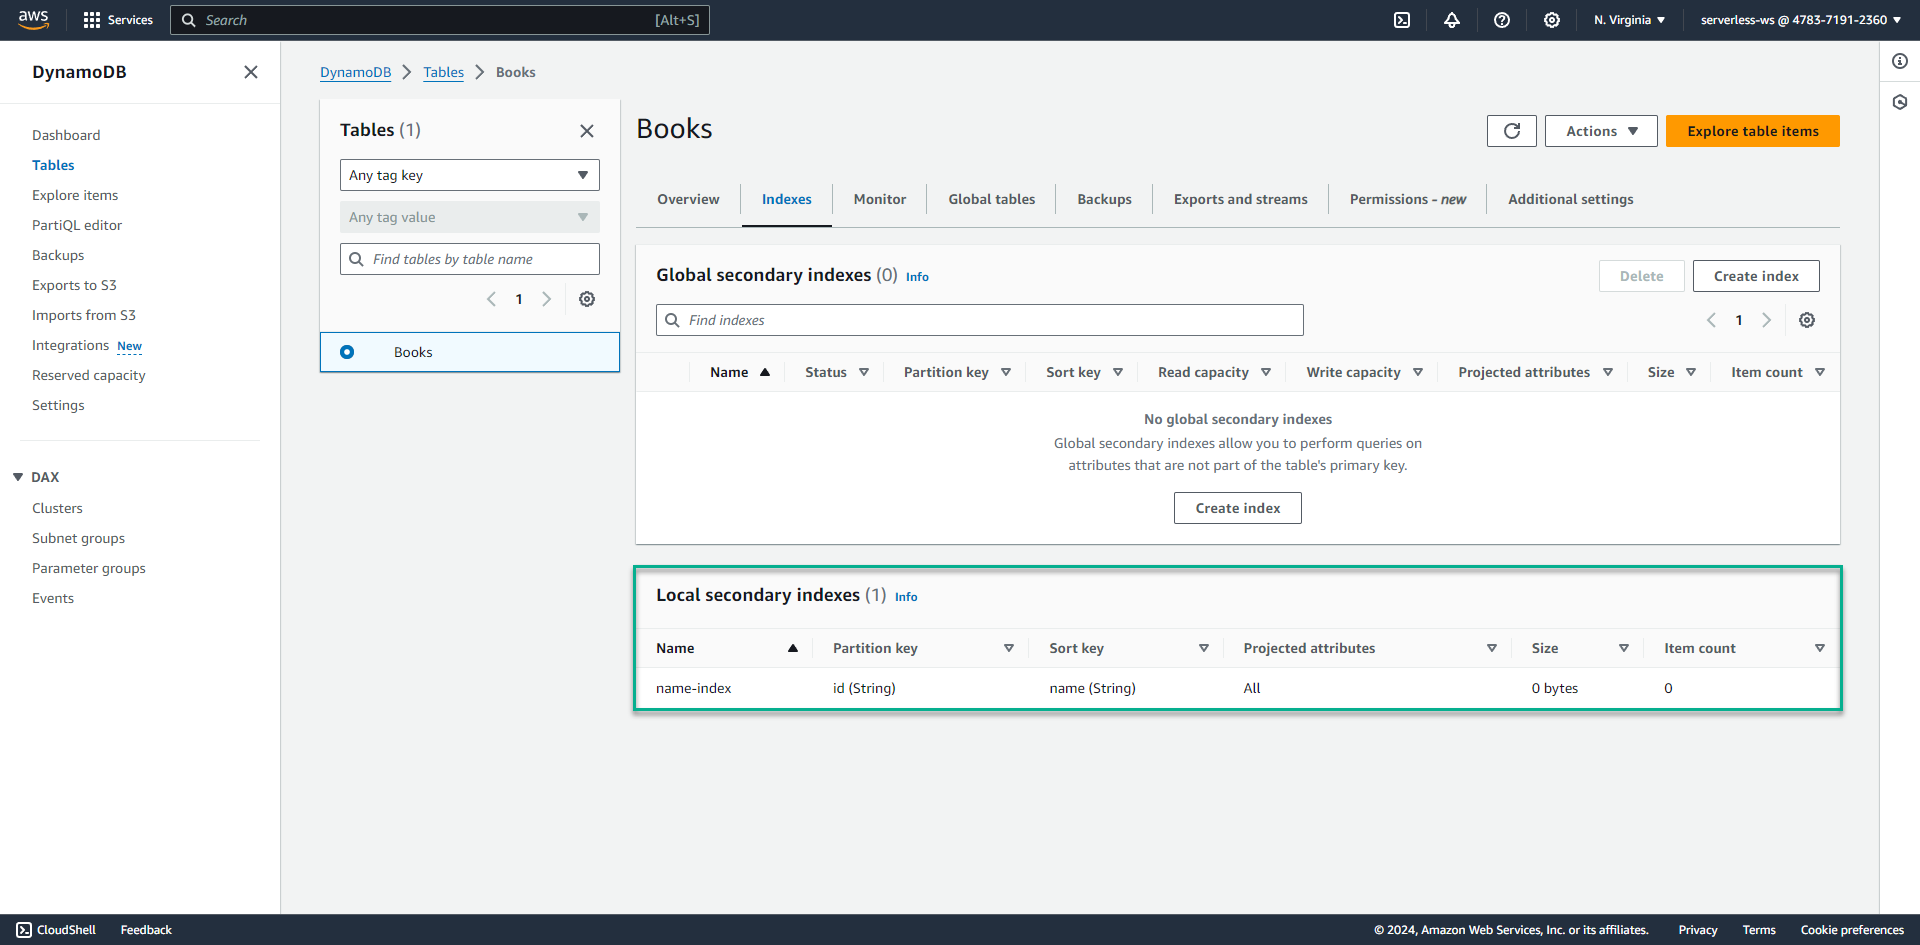 aws
Services
Search [Alt+S]
N. Virginia
serverless-ws @ 4783-7191-2360
DynamoDB
Dashboard
Tables
Explore items
PartiQL editor
Backups
Exports to S3
Imports from S3
Integrations New
Reserved capacity
Settings
DAX
Clusters
Subnet groups
Parameter groups
Events
DynamoDB Tables Books
Tables (1)
Any tag key
Any tag value
Find tables by table name
1
Books
Books
Actions
Explore table items
Overview Indexes Monitor Global tables Backups Exports and streams Permissions - new Additional settings
Global secondary indexes (0) Info
Delete Create index
Find indexes
1
Name Status Partition key Sort key Read capacity Write capacity Projected attributes Size Item count
No global secondary indexes
Global secondary indexes allow you to perform queries on
attributes that are not part of the table's primary key.
Create index
Local secondary indexes (1) Info
Name Partition key Sort key Projected attributes Size Item count
name-index id (String) name (String) All 0 bytes 0
CloudShell Feedback © 2024, Amazon Web Services, Inc. or its affiliates. Privacy Terms Cookie preferences